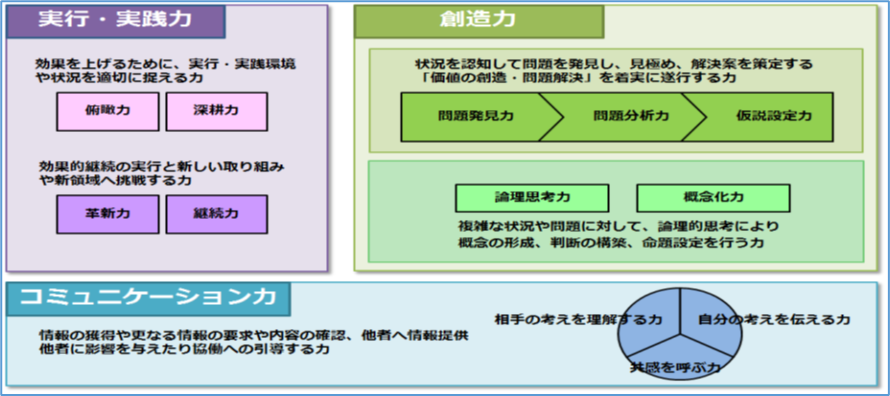 実行・実践力
効果を上げるために、実行・実践環境
や状況を適切に捉える力
俯瞰力
深耕力
効果的継続の実行と新しい取り組み
や新領域へ挑戦する力
革新力
継続力
創造力
状況を認知して問題を発見し、見極め、解決案を策定する
「価値の創造・問題解決」を着実に遂行する力
問題発見力
問題分析力
仮説設定力
論理思考力
概念化力
複雑な状況や問題に対して、論理的思考により
概念の形成、判断の構築、命題設定を行う力
コミュニケーション力
情報の獲得や更なる情報の要求や内容の確認、他者へ情報提供
他者に影響を与えたり協働への引導する力
相手の考えを理解する力
自分の考えを伝える力
共感を呼ぶ力